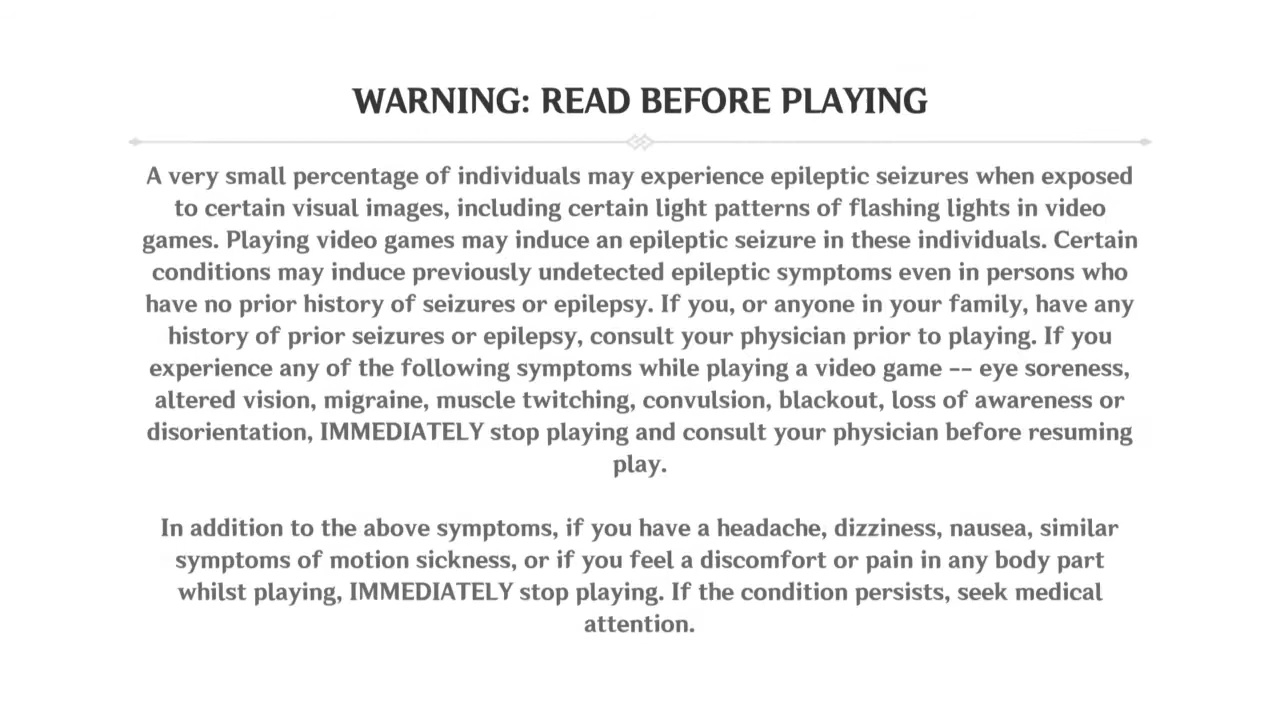 WARNING: READ BEFORE PLAYING
A very small percentage of individuals may experience epileptic seizures when exposed
to certain visual images, including certain light patterns of flashing lights in video
games. Playing video games may induce an epileptic seizure in these individuals. Certain
conditions may induce previously undetected epileptic symptoms even in persons who
have no prior history of seizures or epilepsy. If you, or anyone in your family, have any
history of prior seizures or epilepsy, consult your physician prior to playing. If you
experience any of the following symptoms while playing a video game -- eye soreness,
altered vision, migraine, muscle twitching, convulsion, blackout, loss of awareness or
disorientation, IMMEDIATELY stop playing and consult your physician before resuming
play.
In addition to the above symptoms, if you have a headache, dizziness, nausea, similar
symptoms of motion sickness, or if you feel a discomfort or pain in any body part
whilst playing, IMMEDIATELY stop playing. If the condition persists, seek medical
attention.